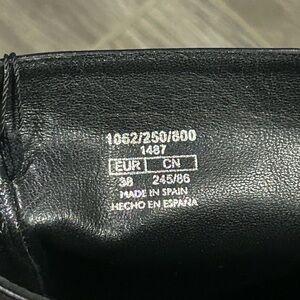 1062/250/800
1487
EUR CN
38 245/86
MADE IN SPAIN
HECHO EN ESPAÑA